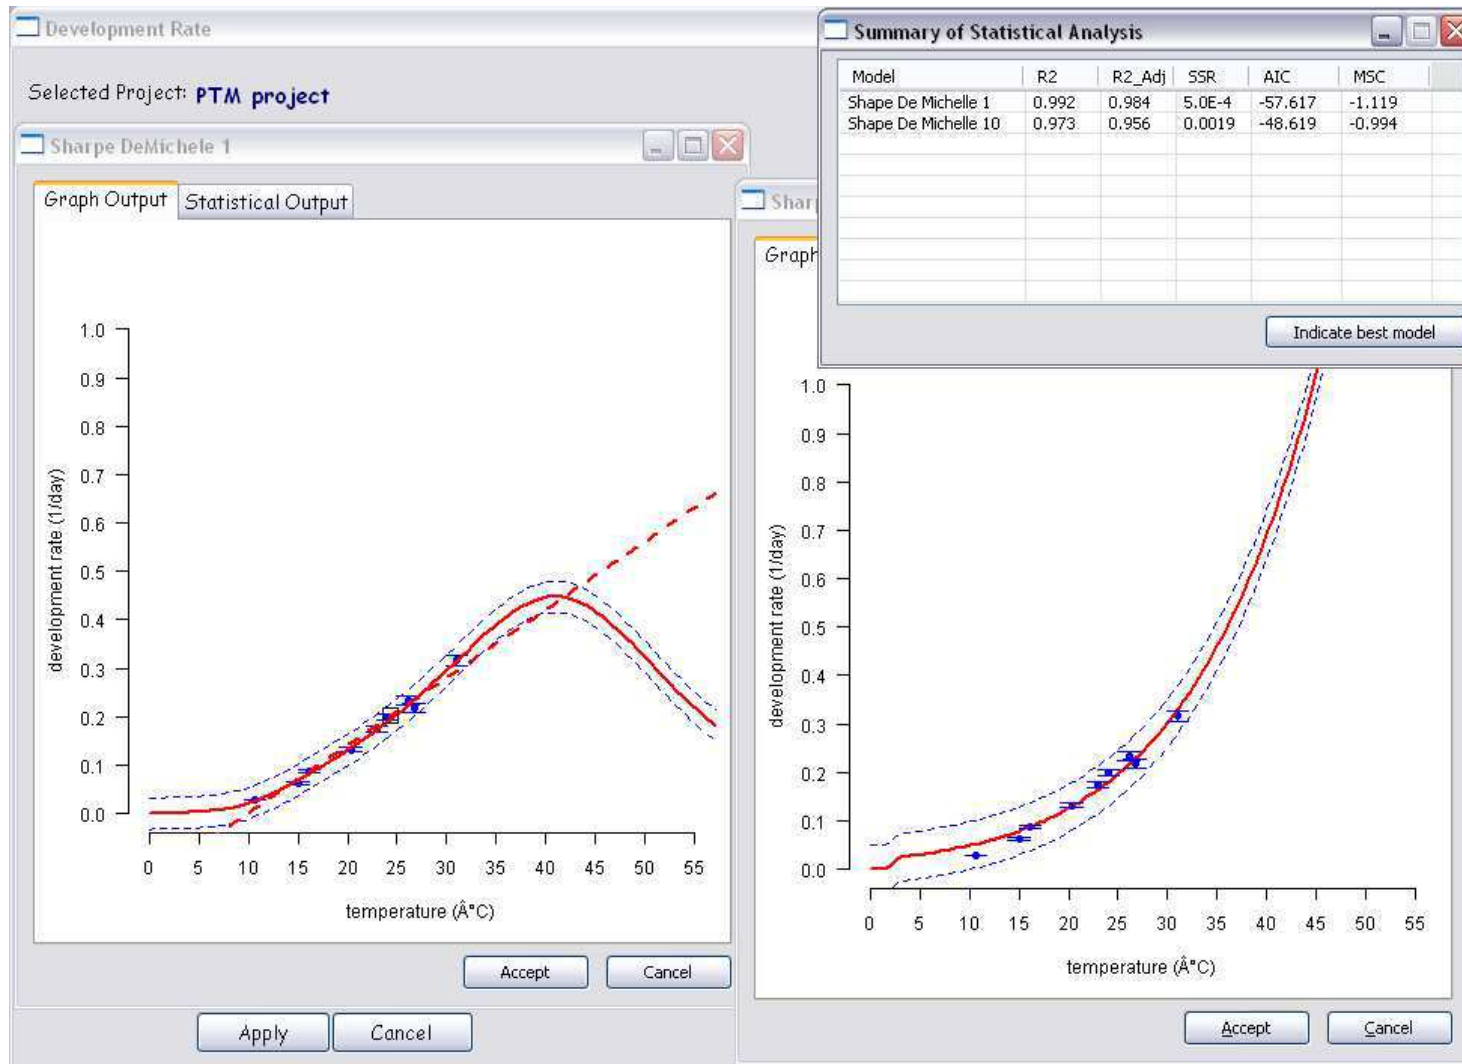 Development Rate
Selected Project: PTM project
Sharpe DeMichele 1
Graph Output Statistical Output
1.0
0.9
0.8
0.7
0.6
0.5
0.4
0.3
0.2
0.1
0.0
development rate (1/day)
0 5 10 15 20 25 30 35 40 45 50 55
temperature (Â°C)
Accept Cancel
Apply Cancel
Summary of Statistical Analysis
Model R2 R2_Adj SSR AIC MSC
Shape De Michelle 1 0.992 0.984 5.0E-4 -57.617 -1.119
Shape De Michelle 10 0.973 0.956 0.0019 -48.619 -0.994
Indicate best model
Sharp
Graph
1.0
0.9
0.8
0.7
0.6
0.5
0.4
0.3
0.2
0.1
0.0
development rate (1/day)
0 5 10 15 20 25 30 35 40 45 50 55
temperature (Â°C)
Accept Cancel